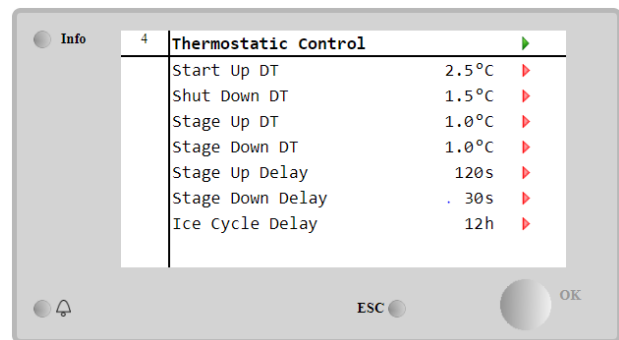 Info
4 Thermostatic Control
Start Up DT 2.5°C
Shut Down DT 1.5°C
Stage Up DT 1.0°C
Stage Down DT 1.0°C
Stage Up Delay 120s
Stage Down Delay . 30s
Ice Cycle Delay 12h
ESC
OK